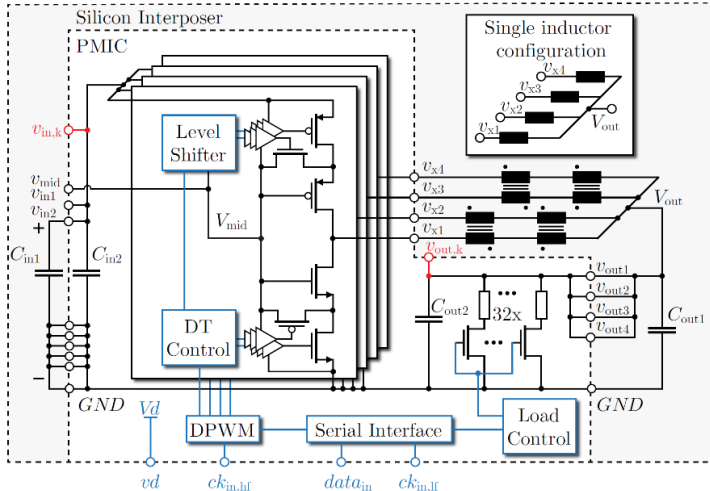 Silicon Interposer
PMIC
Single inductor
configuration
v_x4
v_x3
v_x2
v_x1
V_out
v_in,k
v_mid
v_in1
v_in2
+
C_in1
C_in2
−
GND
Level
Shifter
V_mid
DT
Control
v_x4
v_x3
v_x2
v_x1
V_out
v_out,k
C_out2
32x
v_out1
v_out2
v_out3
v_out4
C_out1
GND
Vd
DPWM
Serial Interface
Load
Control
vd
ck_in,hf
data_in
ck_in,lf